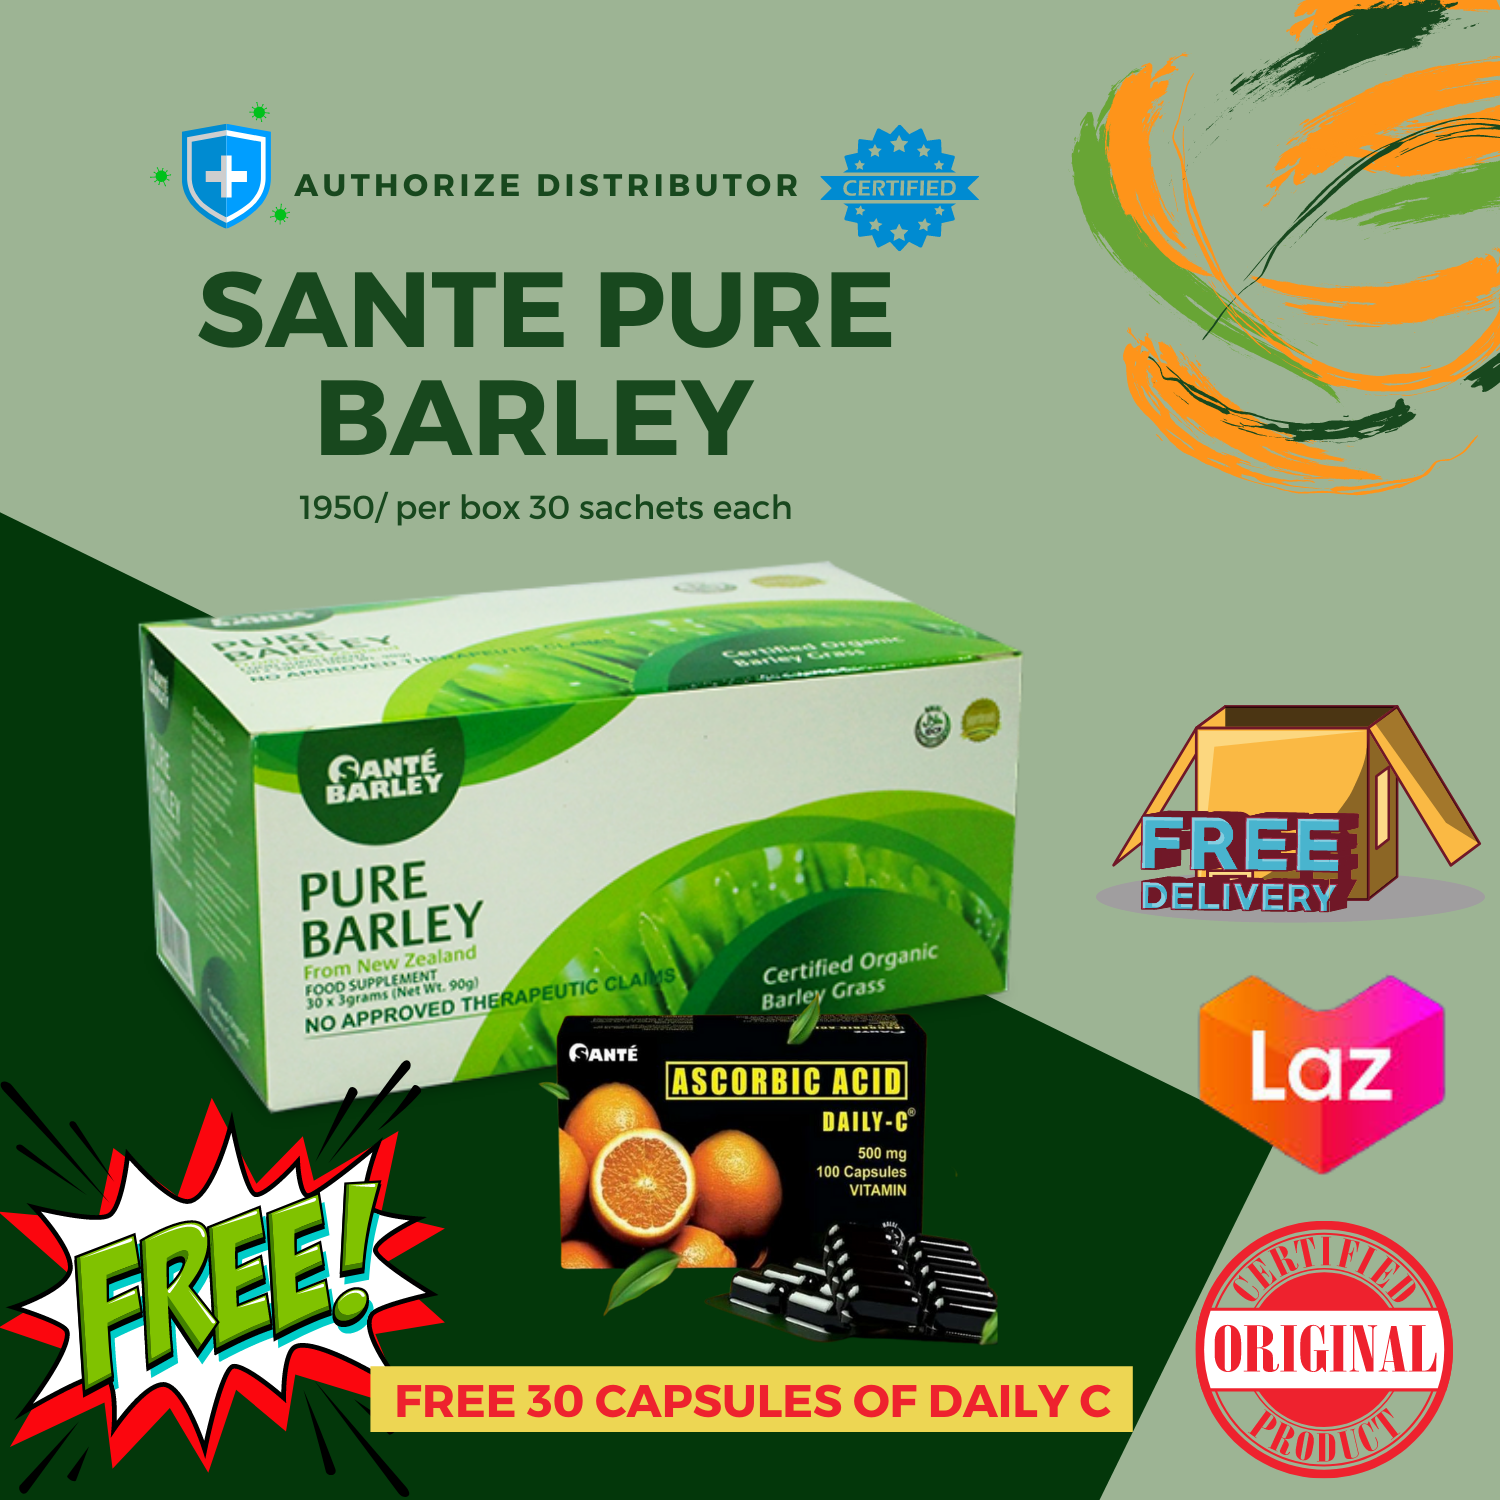 AUTHORIZE DISTRIBUTOR
CERTIFIED
SANTE PURE
BARLEY
1950/ per box 30 sachets each
PURE
BARLEY
NO APPROVED THERAPEUTIC CLAIMS
Certified Organic
Barley Grass
SANTÉ
BARLEY
PURE
BARLEY
From New Zealand
FOOD SUPPLEMENT
30 x 3grams (Net Wt. 90g)
NO APPROVED THERAPEUTIC CLAIMS
Certified Organic
Barley Grass
FREE
DELIVERY
SANTÉ
ASCORBIC ACID
DAILY-C®
500 mg
100 Capsules
VITAMIN
Laz
FREE!
FREE 30 CAPSULES OF DAILY C
CERTIFIED
ORIGINAL
PRODUCT